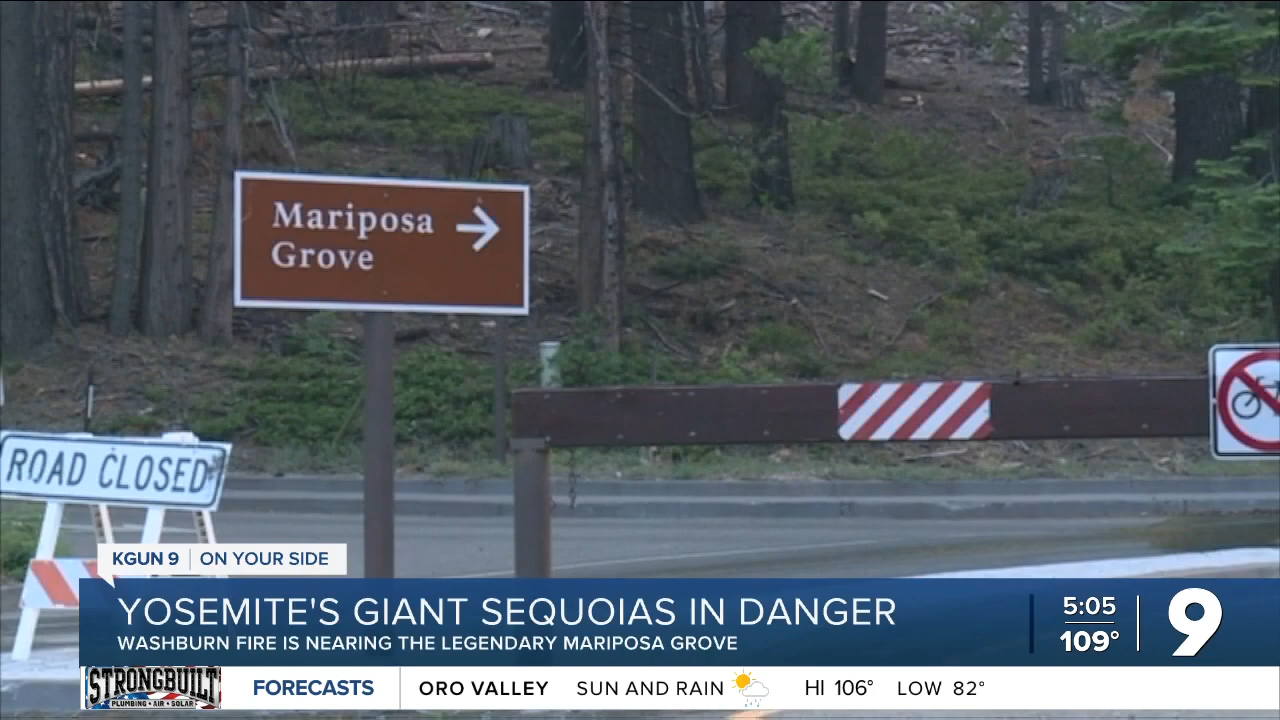 Mariposa
Grove
ROAD CLOSED
KGUN 9 | ON YOUR SIDE
YOSEMITE'S GIANT SEQUOIAS IN DANGER
WASHBURN FIRE IS NEARING THE LEGENDARY MARIPOSA GROVE
5:05
109°
9
STRONGBUILT
PLUMBING • AIR • SOLAR
FORECASTS
ORO VALLEY SUN AND RAIN HI 106° LOW 82°